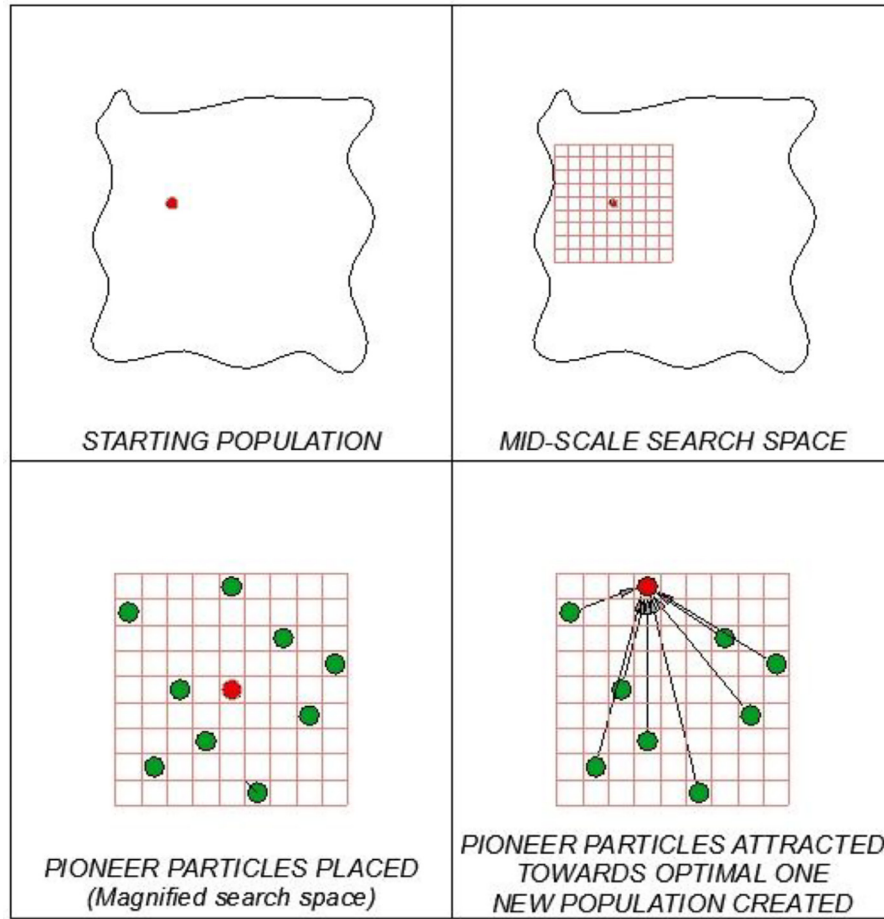 STARTING POPULATION
MID-SCALE SEARCH SPACE
PIONEER PARTICLES PLACED
(Magnified search space)
PIONEER PARTICLES ATTRACTED
TOWARDS OPTIMAL ONE
NEW POPULATION CREATED